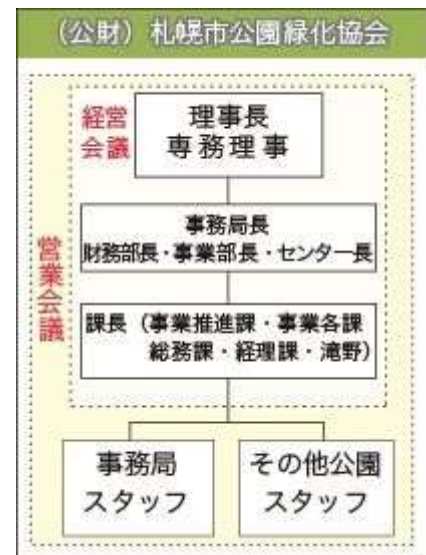 （公財）札幌市公園緑化協会
経営
会議
理事長
専務理事
営業会議
事務局長
財務部長・事業部長・センター長
課長（事業推進課・事業各課
総務課・経理課・滝野）
事務局
スタッフ
その他公園
スタッフ